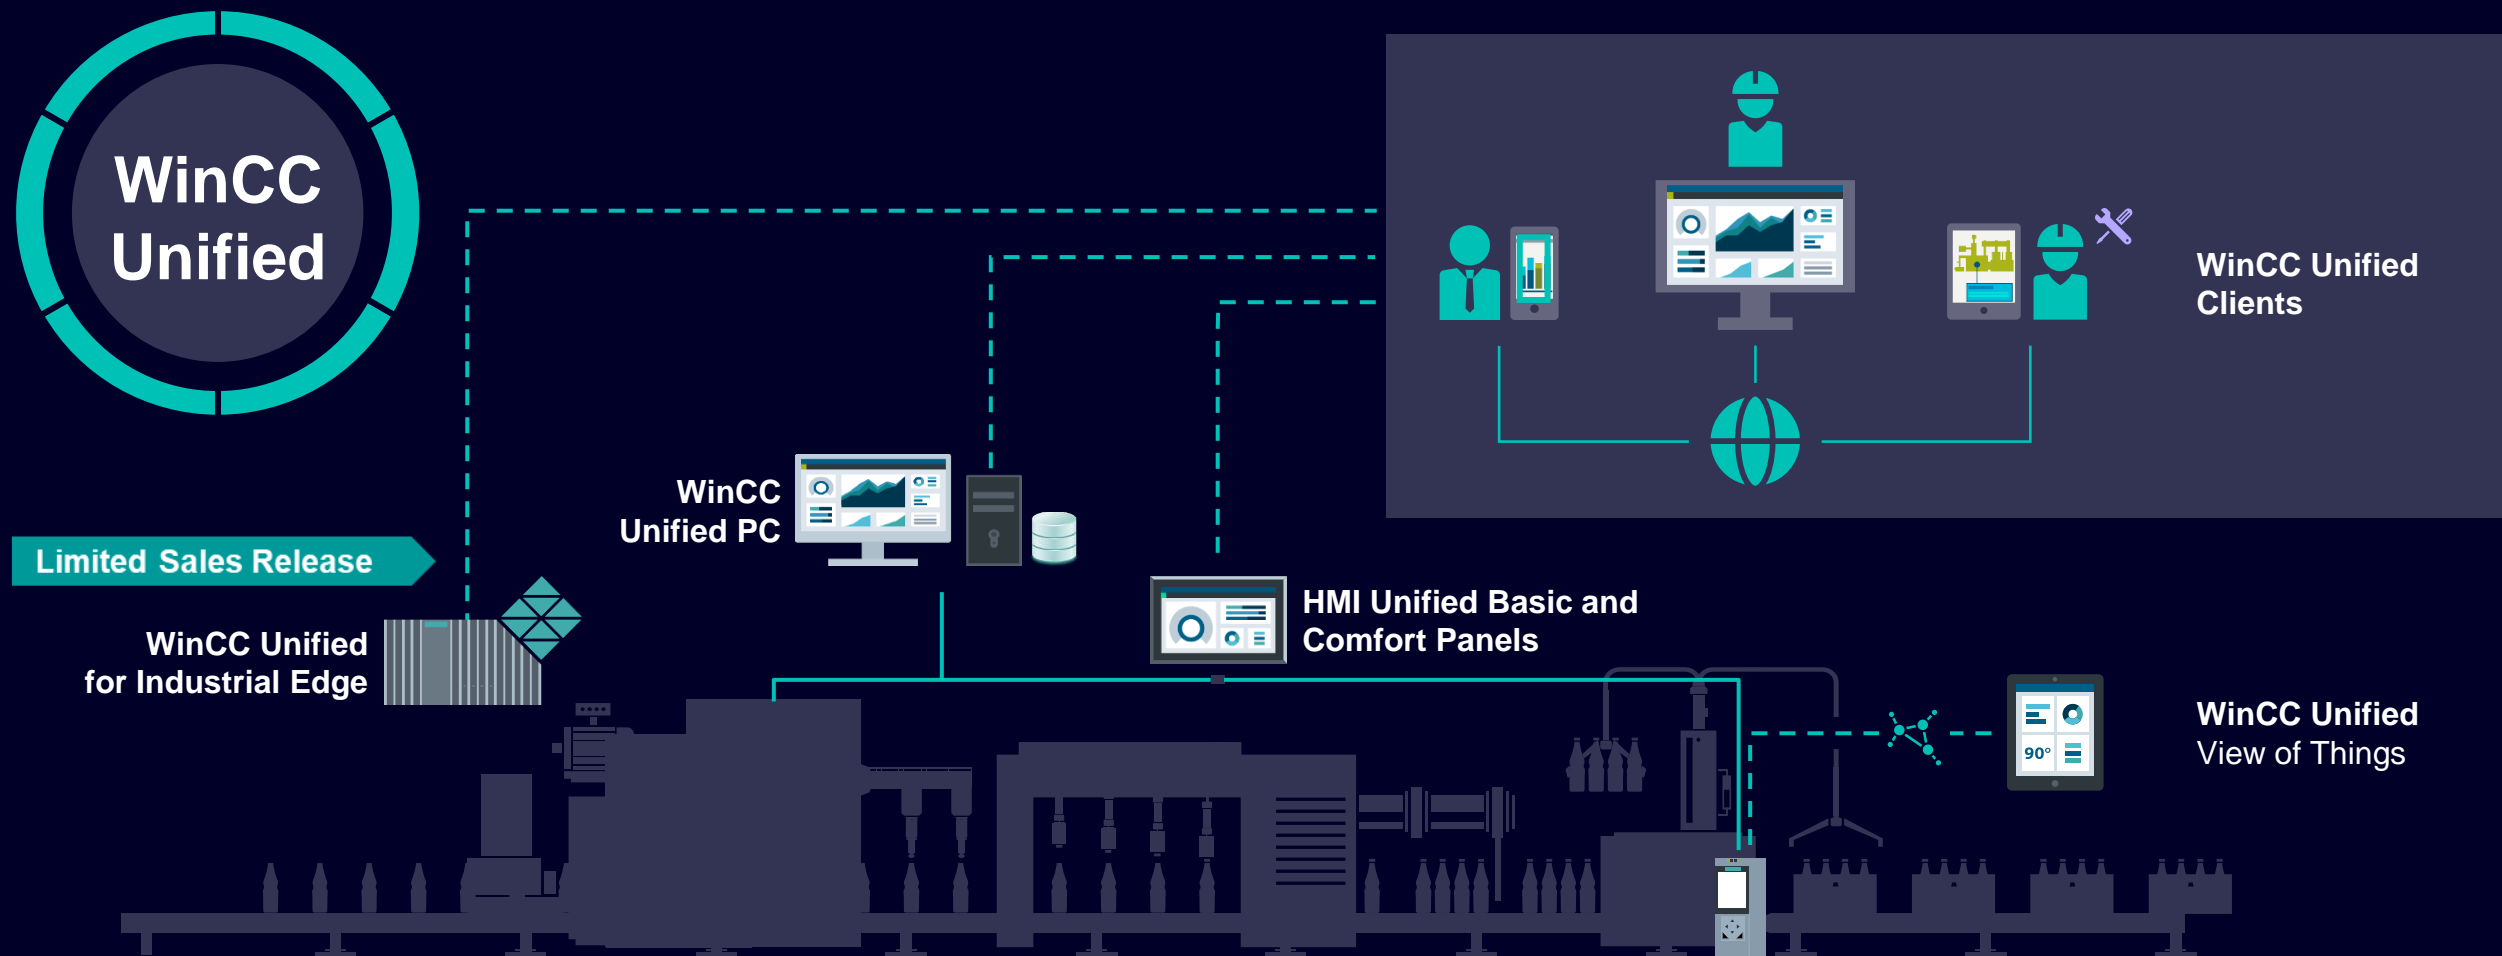 WinCC
Unified
WinCC Unified
Clients
WinCC
Unified PC
Limited Sales Release
HMI Unified Basic and
Comfort Panels
WinCC Unified
for Industrial Edge
WinCC Unified
View of Things
90°